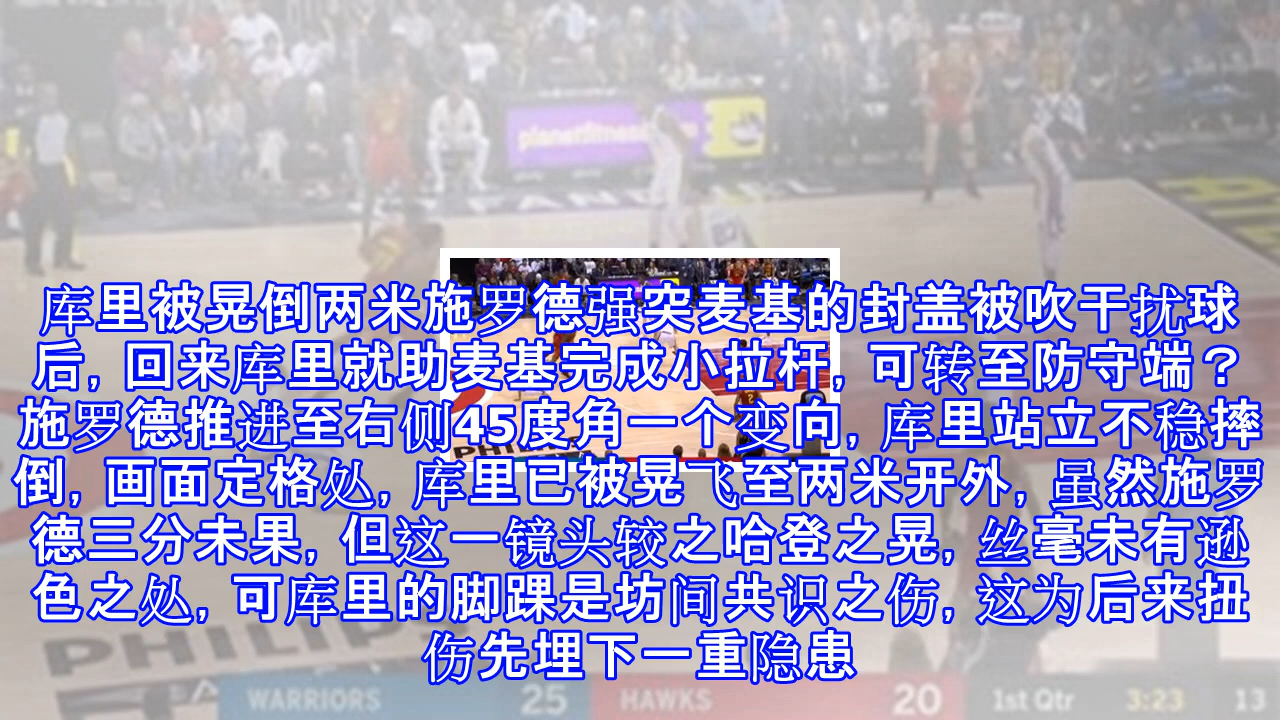 planetfitness
库里被晃倒两米施罗德强突麦基的封盖被吹干扰球
后, 回来库里就助麦基完成小拉杆, 可转至防守端？
施罗德推进至右侧45度角一个变向, 库里站立不稳摔
倒, 画面定格处, 库里已被晃飞至两米开外, 虽然施罗
德三分未果, 但这一镜头较之哈登之晃, 丝毫未有逊
色之处, 可库里的脚踝是坊间共识之伤, 这为后来扭
伤先埋下一重隐患
PHILIP
WARRIORS 25 HAWKS 20 1st Qtr 3:23 13